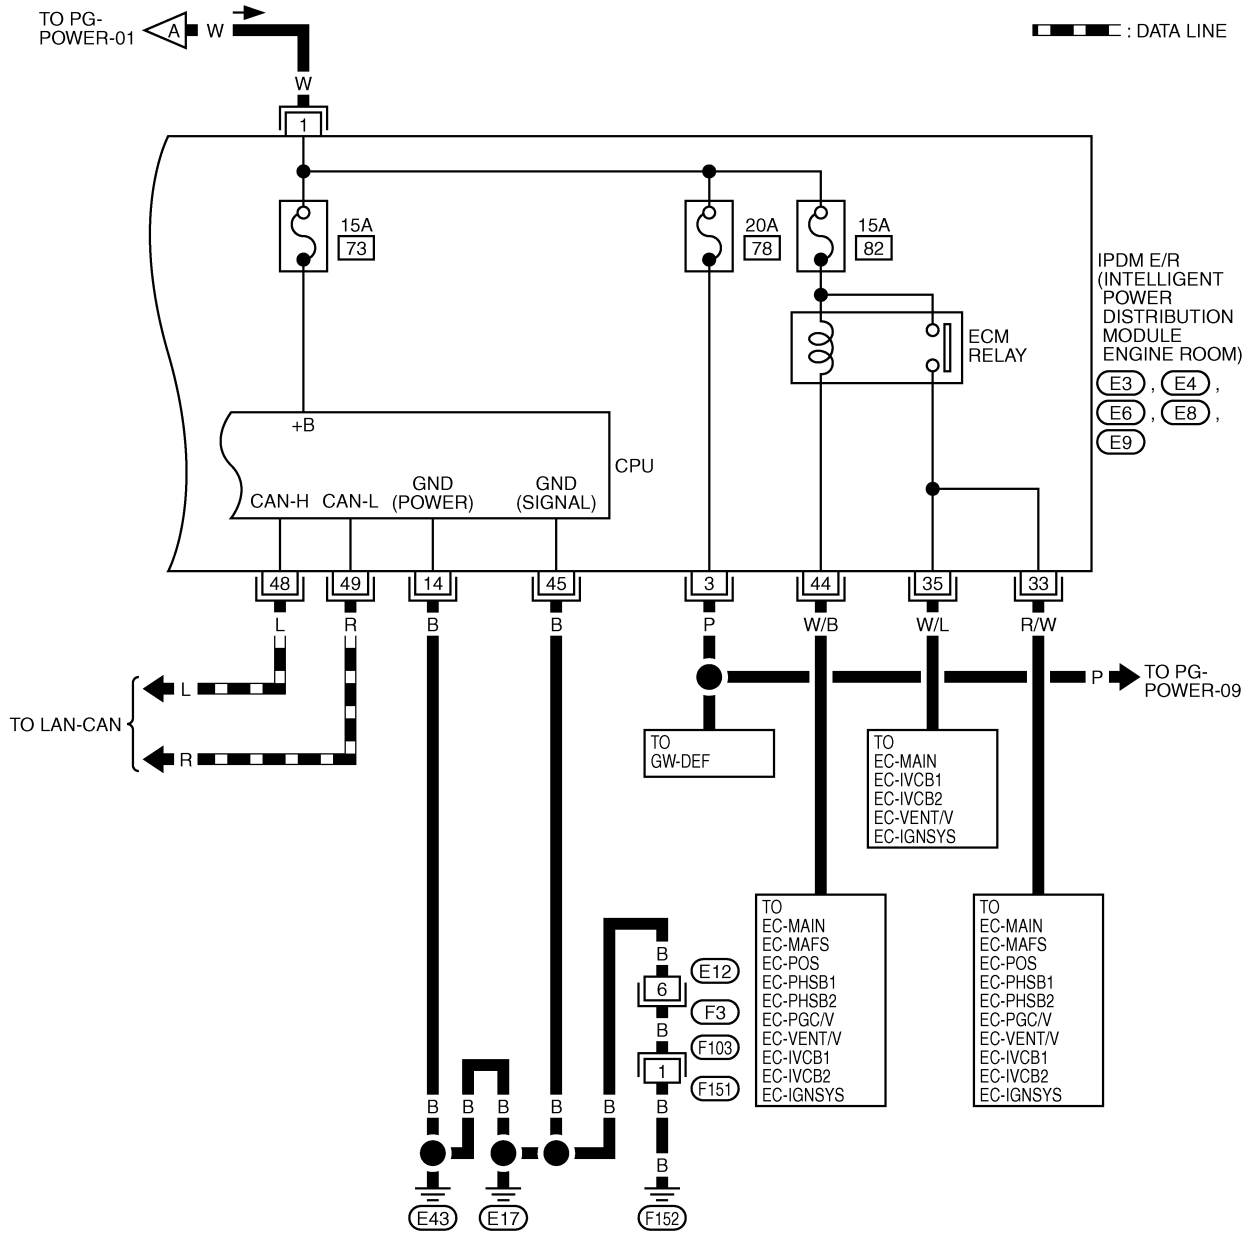 TO PG-
POWER-01
A
W
: DATA LINE
W
1
15A
73
20A
78
15A
82
IPDM E/R
(INTELLIGENT
POWER
DISTRIBUTION
MODULE
ENGINE ROOM)
E3 , E4 ,
E6 , E8 ,
E9
ECM
RELAY
+B
CPU
CAN-H
CAN-L
GND
(POWER)
GND
(SIGNAL)
48
49
14
45
3
44
35
33
L
R
B
B
P
W/B
W/L
R/W
TO LAN-CAN
L
R
P
TO PG-
POWER-09
TO
GW-DEF
TO
EC-MAIN
EC-IVCB1
EC-IVCB2
EC-VENT/V
EC-IGNSYS
TO
EC-MAIN
EC-MAFS
EC-POS
EC-PHSB1
EC-PHSB2
EC-PGC/V
EC-VENT/V
EC-IVCB1
EC-IVCB2
EC-IGNSYS
TO
EC-MAIN
EC-MAFS
EC-POS
EC-PHSB1
EC-PHSB2
EC-PGC/V
EC-VENT/V
EC-IVCB1
EC-IVCB2
EC-IGNSYS
B
6
E12
F3
B
F103
1
F151
B
B
B
B
B
B
B
E43
E17
F152